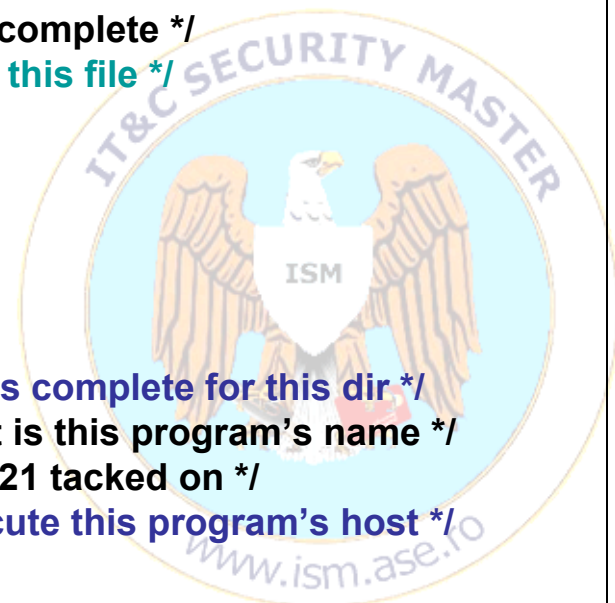 complete */
this file */
IT&C SECURITY MASTER
ISM
s complete for this dir */
is this program’s name */
21 tacked on */
cute this program’s host */
www.ism.ase.ro